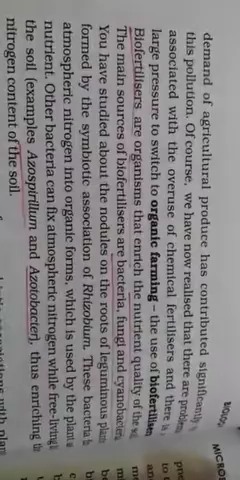 demand of agricultural produce has contributed significantly
this pollution. Of course, we have now realised that there are problems
associated with the overuse of chemical fertilisers and there is
large pressure to switch to organic farming – the use of biofertilisers
Biofertilisers are organisms that enrich the nutrient quality of the soil
The main sources of biofertilisers are bacteria, fungi and cyanobacter
You have studied about the nodules on the roots of leguminous plants
formed by the symbiotic association of Rhizobium. These bacteria
atmospheric nitrogen into organic forms, which is used by the plant
nutrient. Other bacteria can fix atmospheric nitrogen while free-living
the soil (examples Azospirillum and Azotobacter), thus enriching
nitrogen content of the soil.
MICRO